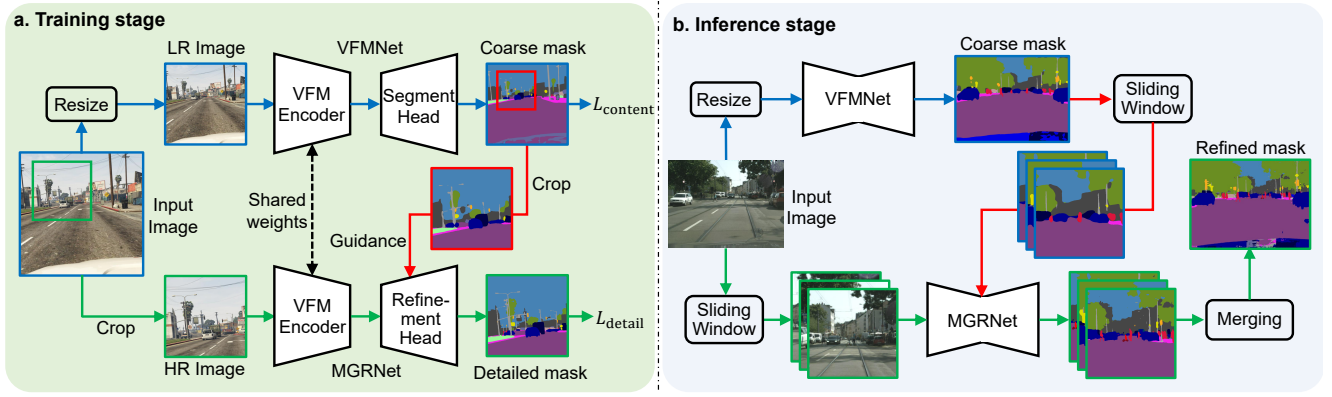 a. Training stage
LR Image
VFMNet
Coarse mask
Resize
VFM
Encoder
Segment
Head
L_content
Input
Image
Shared
weights
Crop
Guidance
Crop
VFM
Encoder
Refine-
ment
Head
L_detail
HR Image
MGRNet
Detailed mask
b. Inference stage
Coarse mask
Resize
VFMNet
Sliding
Window
Refined mask
Input
Image
Sliding
Window
MGRNet
Merging